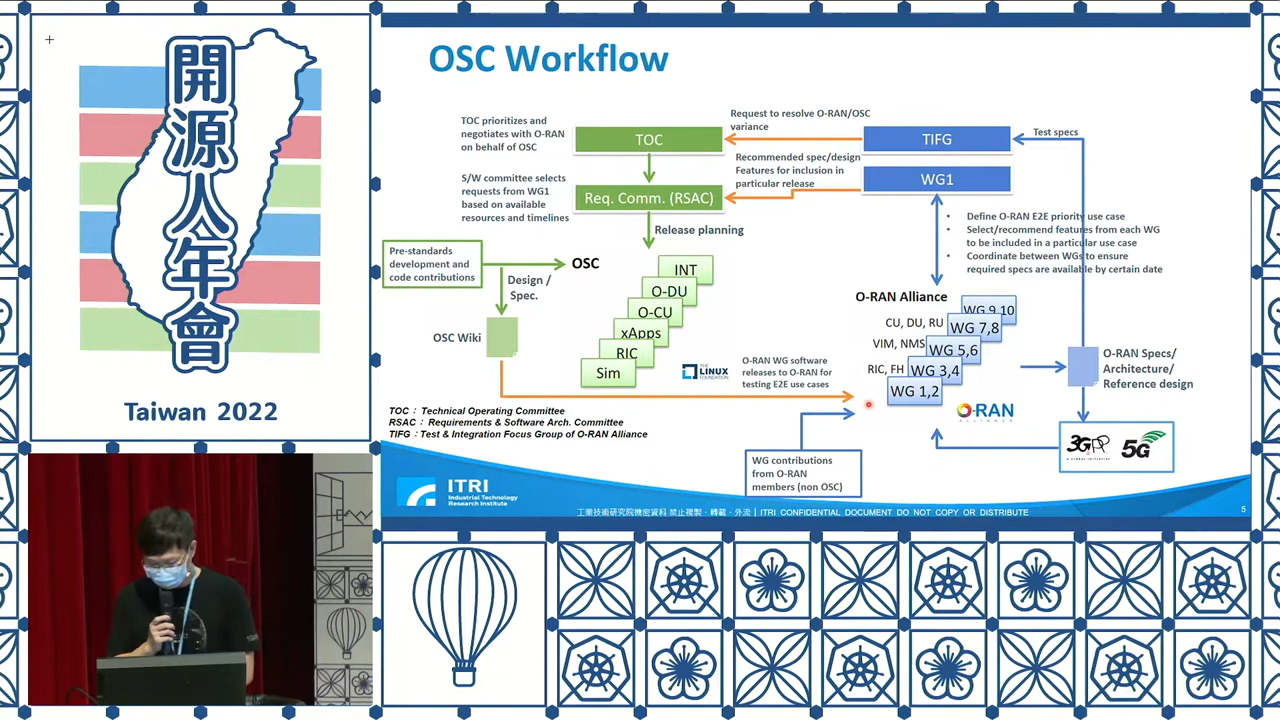 開源人年會
Taiwan 2022
OSC Workflow
TOC prioritizes and
negotiates with O-RAN
on behalf of OSC
TOC
Request to resolve O-RAN/OSC
variance
TIFG
Test specs
Recommended spec/design
Features for inclusion in
particular release
WG1
S/W committee selects
requests from WG1
based on available
resources and timelines
Req. Comm. (RSAC)
Release planning
• Define O-RAN E2E priority use case
• Select/recommend features from each WG
to be included in a particular use case
• Coordinate between WGs to ensure
required specs are available by certain date
Pre-standards
development and
code contributions
OSC
Design /
Spec.
OSC Wiki
INT
O-DU
O-CU
xApps
RIC
Sim
THE
LINUX
FOUNDATION
O-RAN WG software
releases to O-RAN for
testing E2E use cases
O-RAN Alliance
WG 9,10
CU, DU, RU
WG 7,8
VIM, NMS
WG 5,6
RIC, FH
WG 3,4
WG 1,2
O-RAN Specs/
Architecture/
Reference design
O-RAN
ALLIANCE
3GPP
A GLOBAL INITIATIVE
5G
TOC : Technical Operating Committee
RSAC : Requirements & Software Arch. Committee
TIFG : Test & Integration Focus Group of O-RAN Alliance
WG contributions
from O-RAN
members (non OSC)
ITRI
Industrial Technology
Research Institute
工業技術研究院機密資料 禁止複製、轉載、外流 | ITRI CONFIDENTIAL DOCUMENT DO NOT COPY OR DISTRIBUTE
5